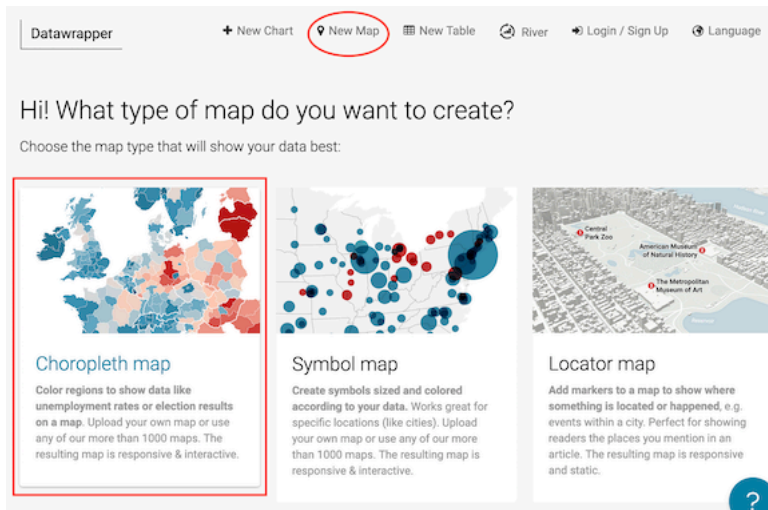 Datawrapper
New Chart
New Map
New Table
River
Login / Sign Up
Language
Hi! What type of map do you want to create?
Choose the map type that will show your data best:
Choropleth map
Color regions to show data like
unemployment rates or election results
on a map. Upload your own map or use
any of our more than 1000 maps. The
resulting map is responsive & interactive.
Symbol map
Create symbols sized and colored
according to your data. Works great for
specific locations (like cities). Upload
your own map or use any of our more
than 1000 maps. The resulting map is
responsive & interactive.
Central
Park Zoo
American Museum
of Natural History
The Metropolitan
Museum of Art
Locator map
Add markers to a map to show where
something is located or happened, e.g.
events within a city. Perfect for showing
readers the places you mention in an
article. The resulting map is responsive
and static.
?